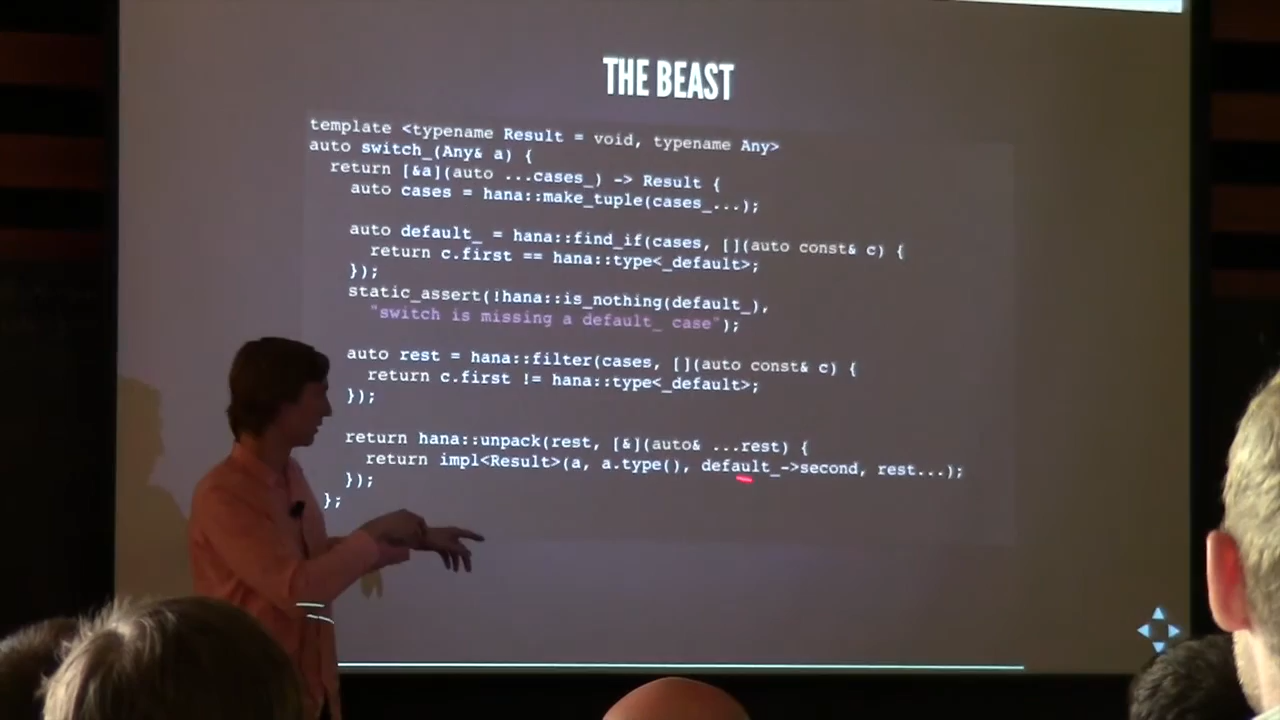 THE BEAST
template <typename Result = void, typename Any>
auto switch_(Any& a) {
return [&a](auto ...cases_) -> Result {
auto cases = hana::make_tuple(cases_...);
auto default_ = hana::find_if(cases, [](auto const& c) {
return c.first == hana::type<_default>;
});
static_assert(!hana::is_nothing(default_),
"switch is missing a default_ case");
auto rest = hana::filter(cases, [](auto const& c) {
return c.first != hana::type<_default>;
});
return hana::unpack(rest, [&](auto& ...rest) {
return impl<Result>(a, a.type(), default_->second, rest...);
});
};